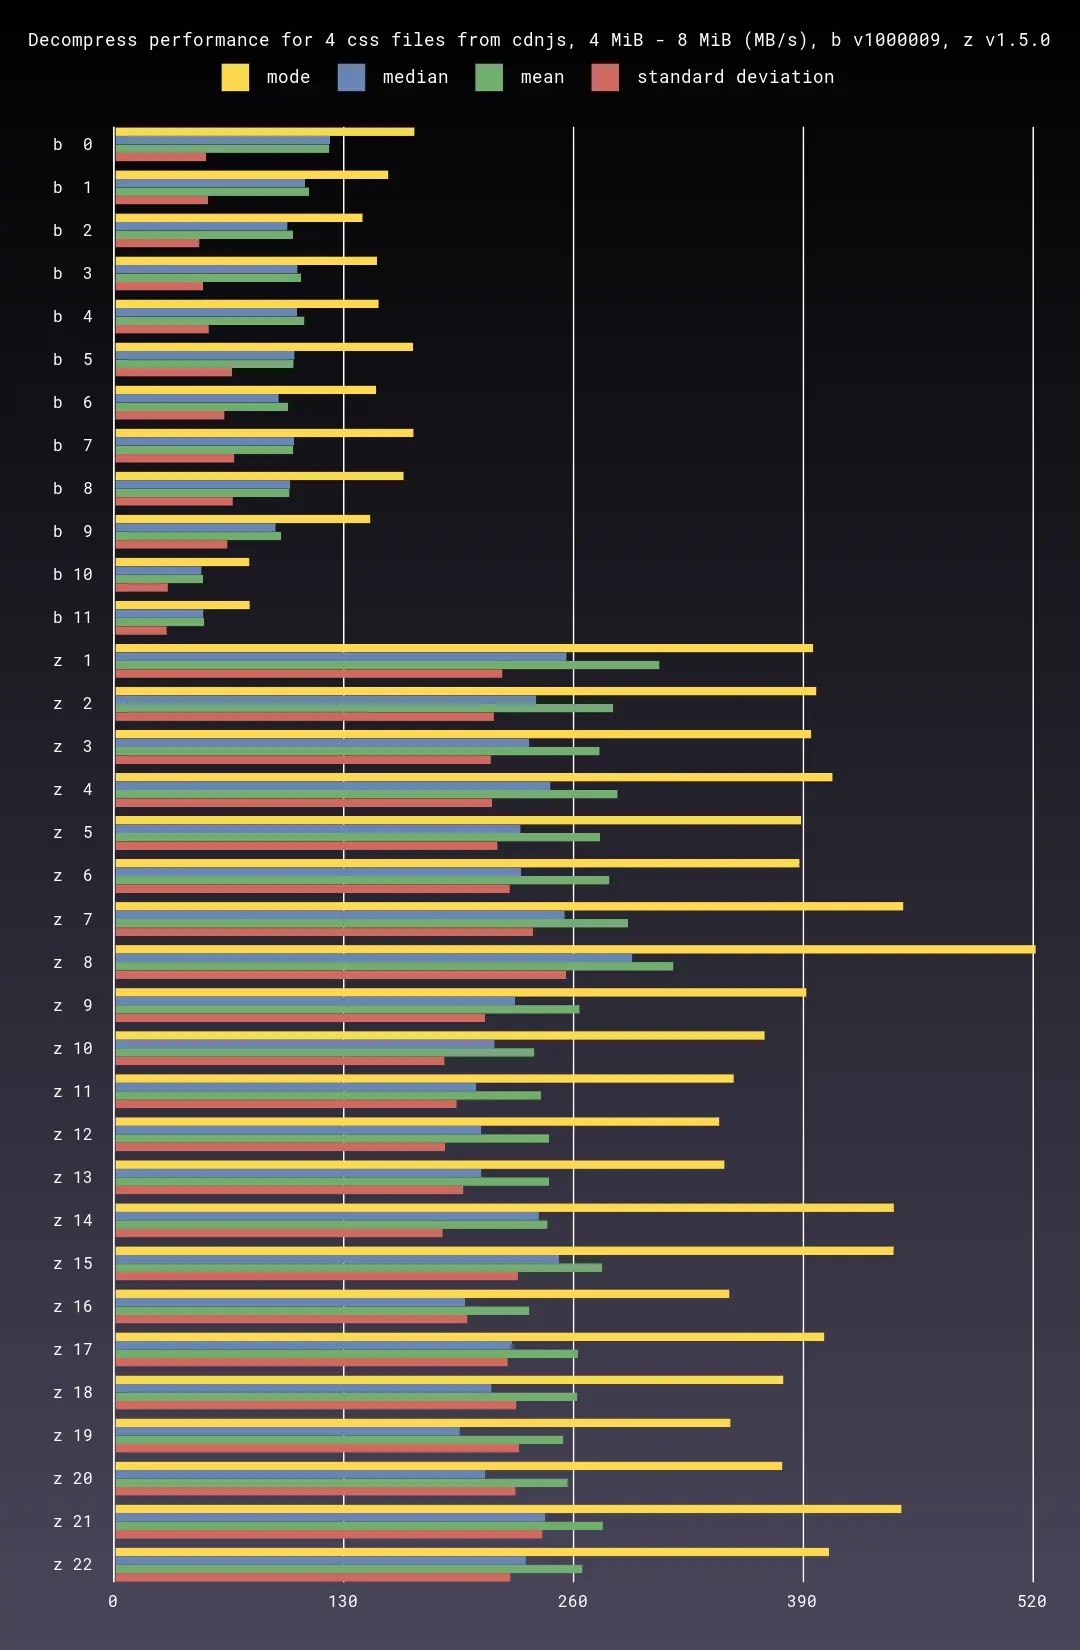 Decompress performance for 4 css files from cdnjs, 4 MiB - 8 MiB (MB/s), b v1000009, z v1.5.0
mode median mean standard deviation
b 0
b 1
b 2
b 3
b 4
b 5
b 6
b 7
b 8
b 9
b 10
b 11
z 1
z 2
z 3
z 4
z 5
z 6
z 7
z 8
z 9
z 10
z 11
z 12
z 13
z 14
z 15
z 16
z 17
z 18
z 19
z 20
z 21
z 22
0 130 260 390 520